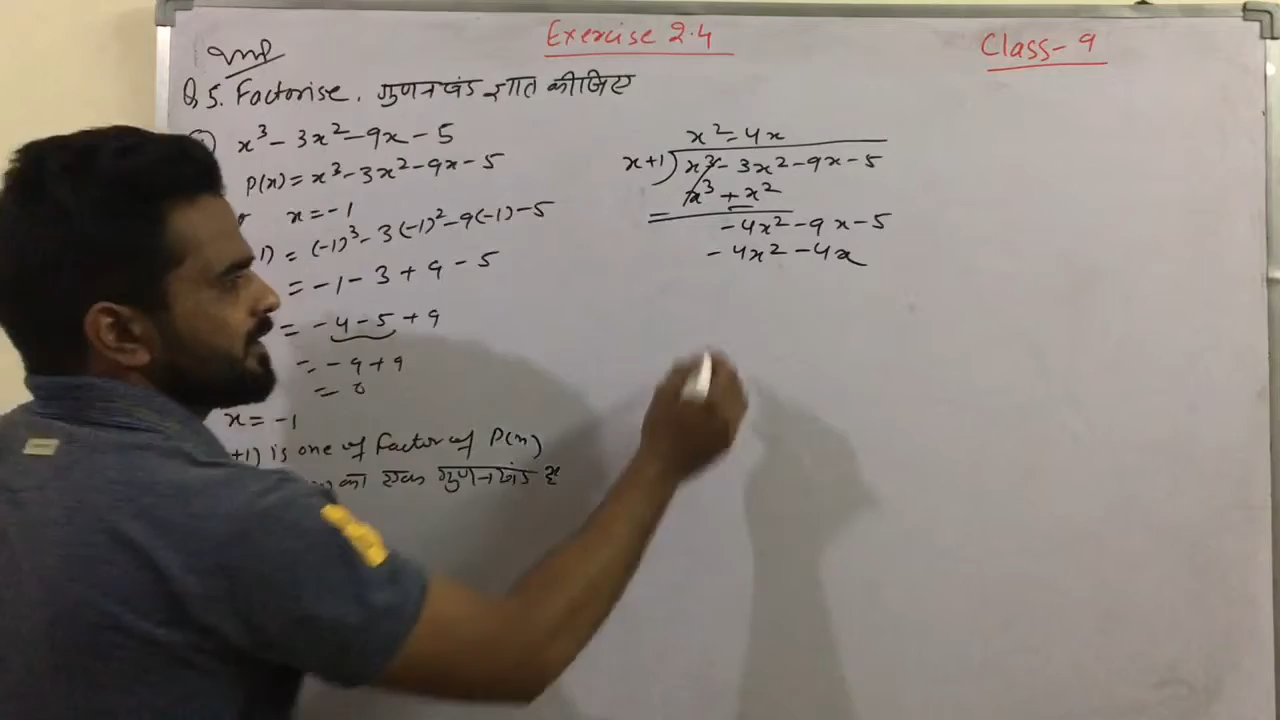 Exercise 2.4
Class-9
Imp
Q5. Factorise. गुणनखंड ज्ञात कीजिए
x³ - 3x² - 9x - 5
P(x) = x³ - 3x² - 9x - 5
x = -1
1) = (-1)³ - 3(-1)² - 9(-1) - 5
= -1 - 3 + 9 - 5
= -4 - 5 + 9
= -9 + 9
= 0
x = -1
+1) is one of factor of P(x)
का एक गुणनखंड है
x² - 4x
x+1) x³ - 3x² - 9x - 5
x³ + x²
-4x² - 9x - 5
-4x² - 4x